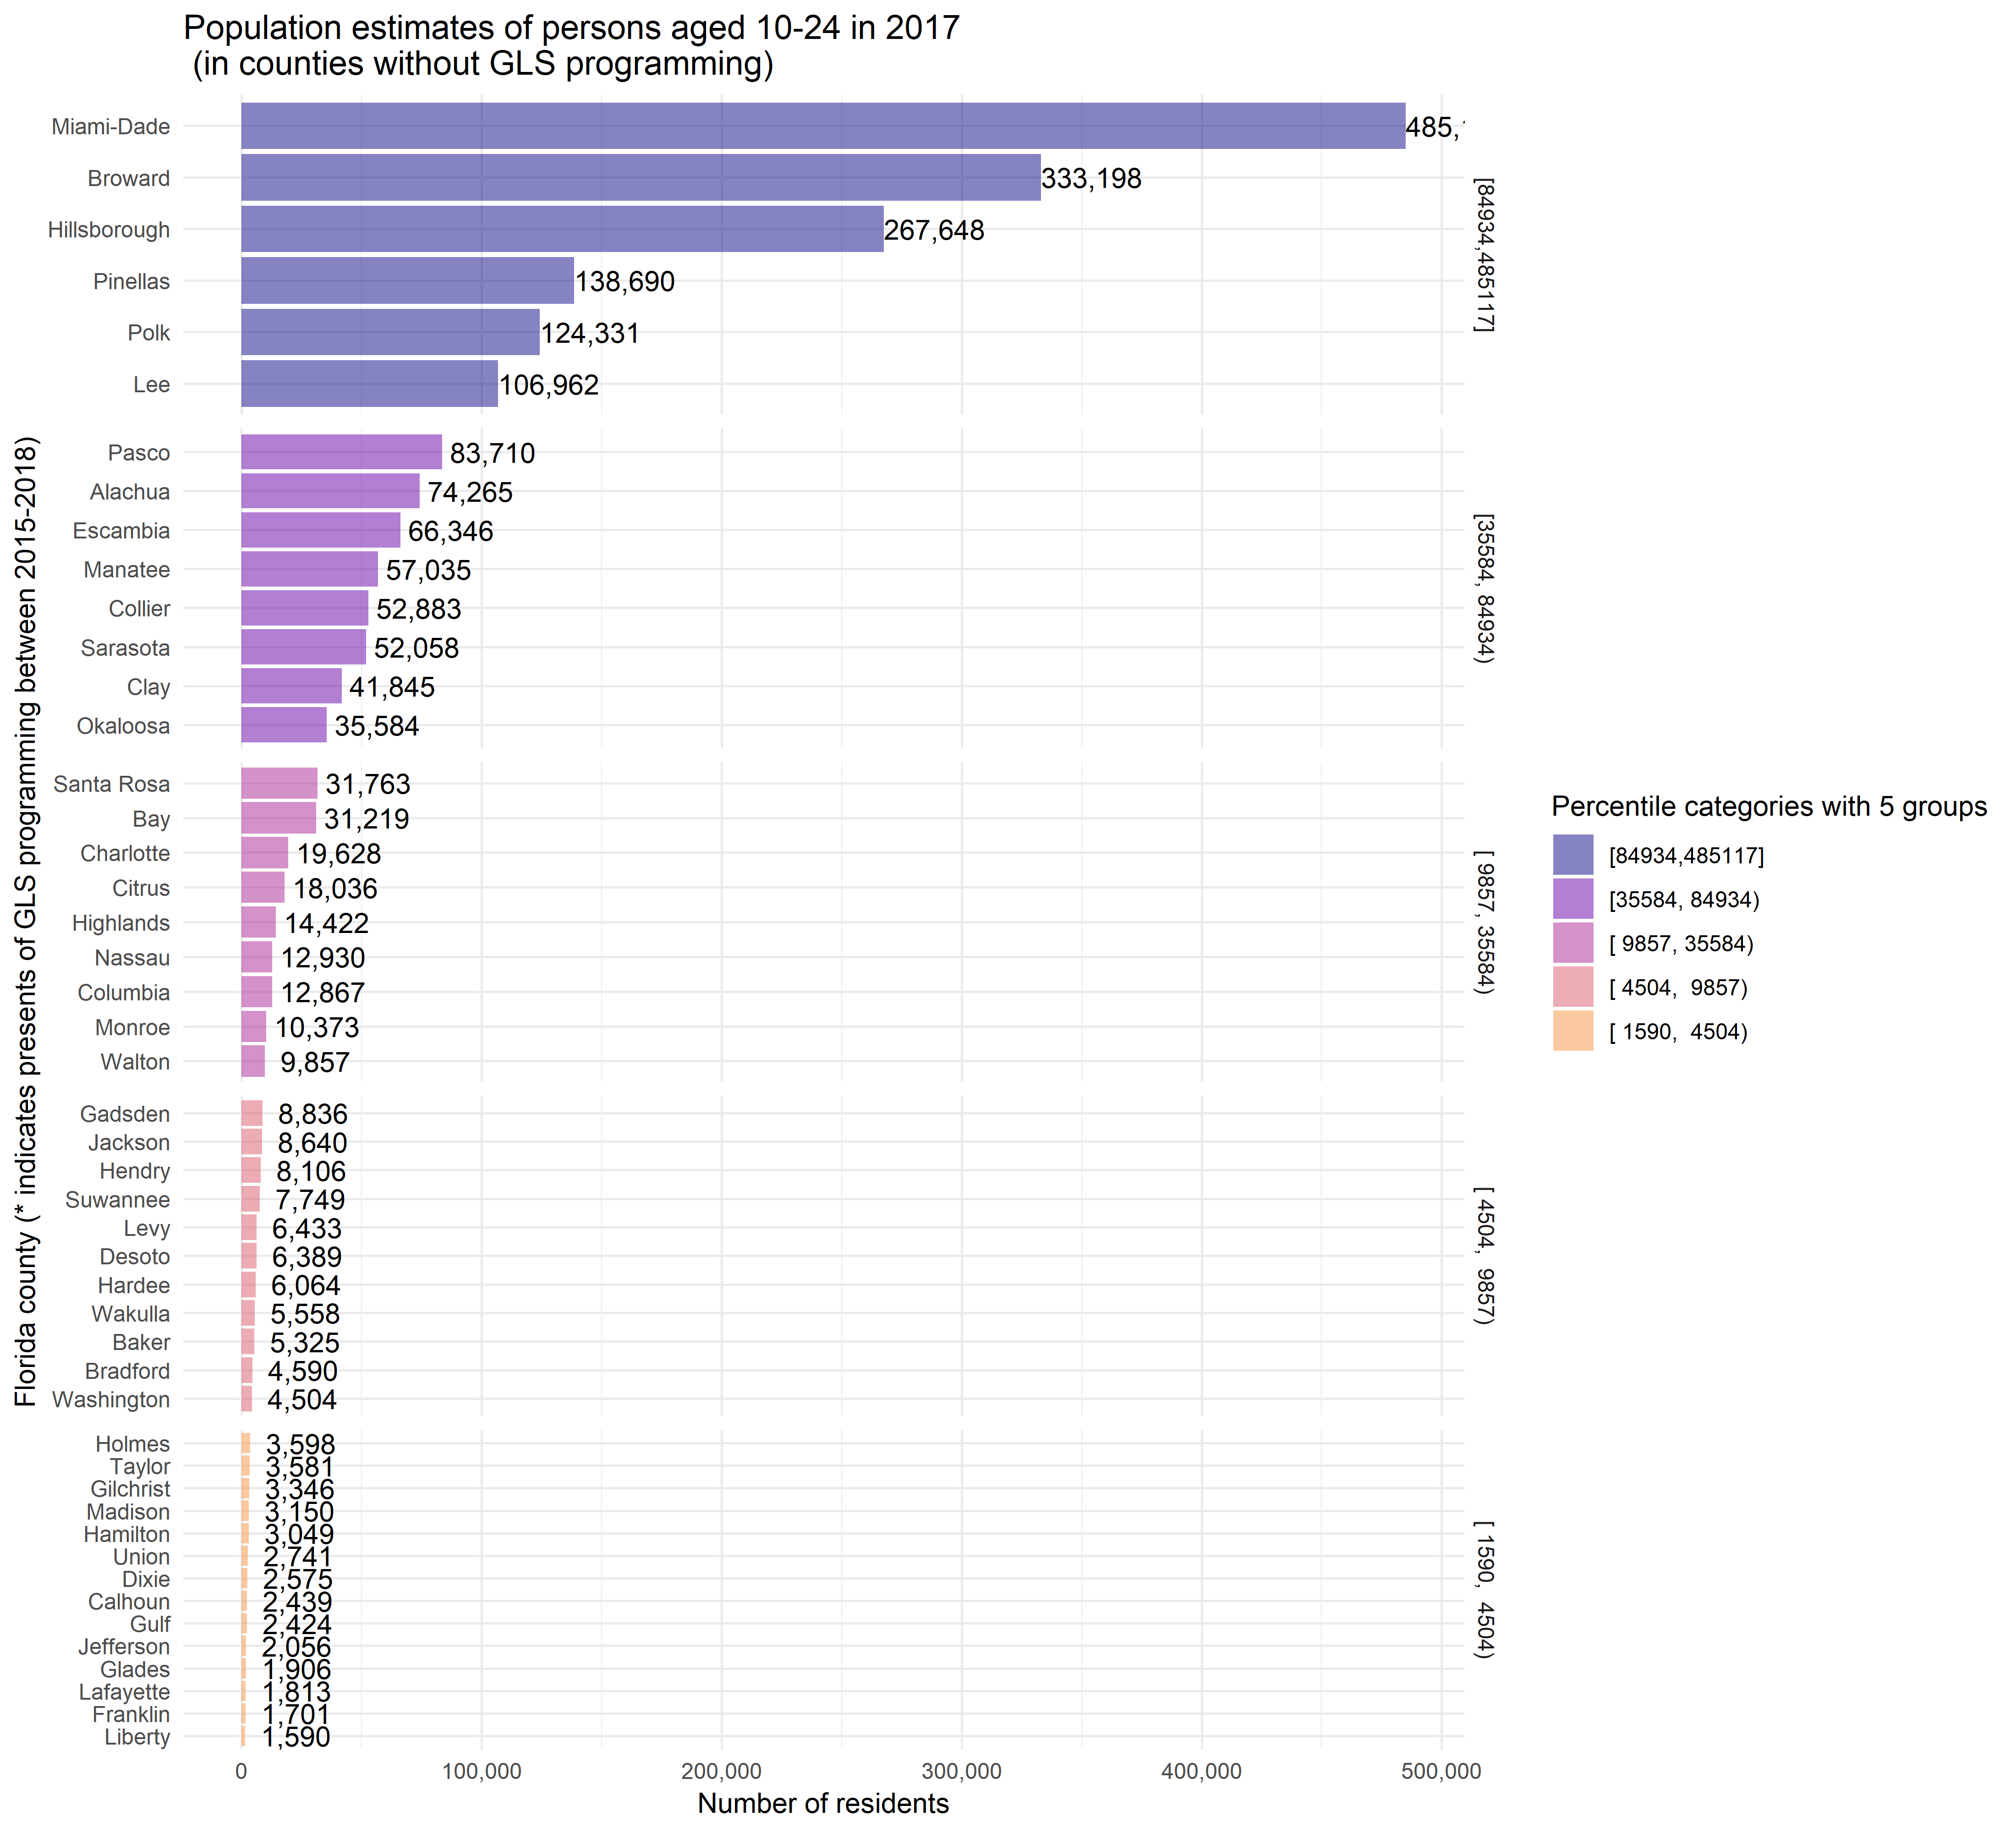 Population estimates of persons aged 10-24 in 2017
(in counties without GLS programming)
Florida county (* indicates presents of GLS programming between 2015-2018)
Miami-Dade 485,
Broward 333,198
Hillsborough 267,648
Pinellas 138,690
Polk 124,331
Lee 106,962
[84934,485117]
Pasco 83,710
Alachua 74,265
Escambia 66,346
Manatee 57,035
Collier 52,883
Sarasota 52,058
Clay 41,845
Okaloosa 35,584
[35584, 84934)
Santa Rosa 31,763
Bay 31,219
Charlotte 19,628
Citrus 18,036
Highlands 14,422
Nassau 12,930
Columbia 12,867
Monroe 10,373
Walton 9,857
[ 9857, 35584)
Gadsden 8,836
Jackson 8,640
Hendry 8,106
Suwannee 7,749
Levy 6,433
Desoto 6,389
Hardee 6,064
Wakulla 5,558
Baker 5,325
Bradford 4,590
Washington 4,504
[ 4504,  9857)
Holmes 3,598
Taylor 3,581
Gilchrist 3,346
Madison 3,150
Hamilton 3,049
Union 2,741
Dixie 2,575
Calhoun 2,439
Gulf 2,424
Jefferson 2,056
Glades 1,906
Lafayette 1,813
Franklin 1,701
Liberty 1,590
[ 1590,  4504)
0 100,000 200,000 300,000 400,000 500,000
Number of residents
Percentile categories with 5 groups
[84934,485117]
[35584, 84934)
[ 9857, 35584)
[ 4504,  9857)
[ 1590,  4504)